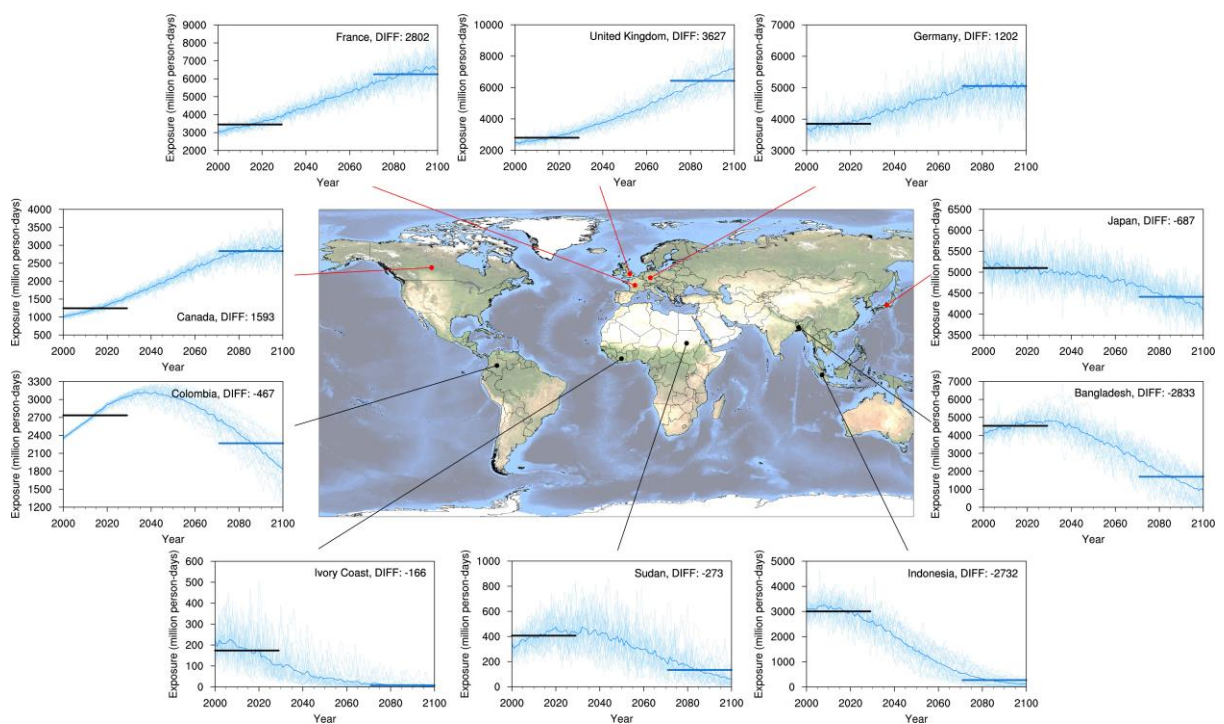 France, DIFF: 2802
Exposure (million person-days)
9000
8000
7000
6000
5000
4000
3000
2000
2000 2020 2040 2060 2080 2100
Year
United Kingdom, DIFF: 3627
Exposure (million person-days)
10000
8000
6000
4000
2000
2000 2020 2040 2060 2080 2100
Year
Germany, DIFF: 1202
Exposure (million person-days)
7000
6000
5000
4000
3000
2000 2020 2040 2060 2080 2100
Year
Canada, DIFF: 1593
Exposure (million person-days)
4000
3500
3000
2500
2000
1500
1000
500
2000 2020 2040 2060 2080 2100
Japan, DIFF: -687
Exposure (million person-days)
6500
6000
5500
5000
4500
4000
3500
2000 2020 2040 2060 2080 2100
Colombia, DIFF: -467
Exposure (million person-days)
3300
3000
2700
2400
2100
1800
1500
1200
2000 2020 2040 2060 2080 2100
Year
Bangladesh, DIFF: -2833
Exposure (million person-days)
7000
6000
5000
4000
3000
2000
1000
0
2000 2020 2040 2060 2080 2100
Year
Ivory Coast, DIFF: -166
Exposure (million person-days)
600
500
400
300
200
100
0
2000 2020 2040 2060 2080 2100
Year
Sudan, DIFF: -273
Exposure (million person-days)
1000
800
600
400
200
0
2000 2020 2040 2060 2080 2100
Year
Indonesia, DIFF: -2732
Exposure (million person-days)
5000
4000
3000
2000
1000
0
2000 2020 2040 2060 2080 2100
Year